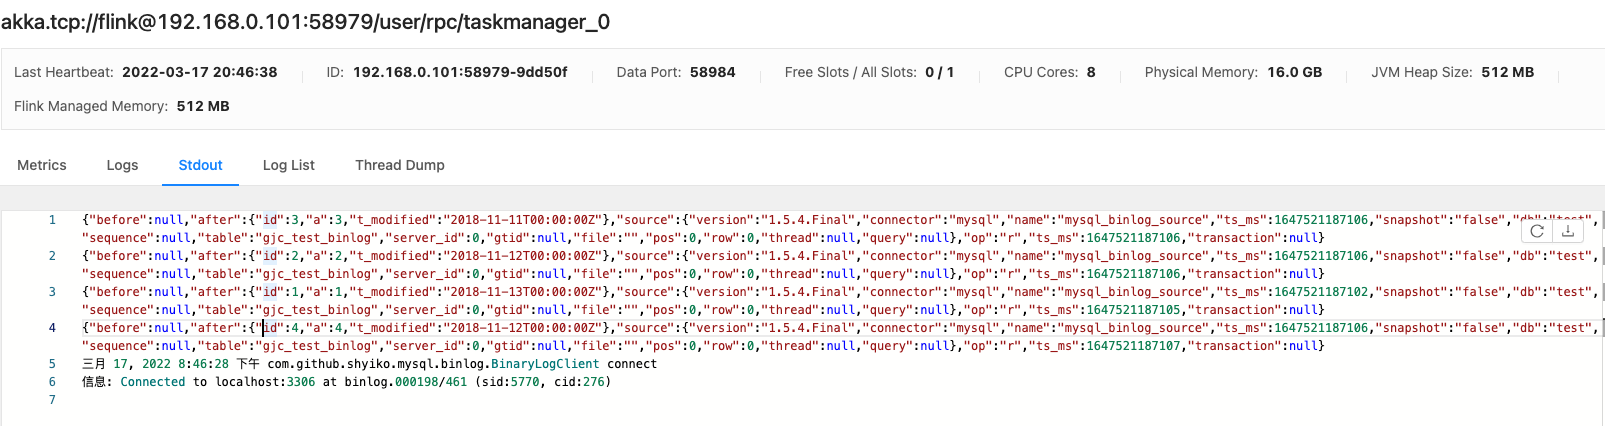 akka.tcp://flink@192.168.0.101:58979/user/rpc/taskmanager_0
Last Heartbeat: 2022-03-17 20:46:38 ID: 192.168.0.101:58979-9dd50f Data Port: 58984 Free Slots / All Slots: 0 / 1 CPU Cores: 8 Physical Memory: 16.0 GB JVM Heap Size: 512 MB
Flink Managed Memory: 512 MB
Metrics Logs Stdout Log List Thread Dump
1 {"before":null,"after":{"id":3,"a":3,"t_modified":"2018-11-11T00:00:00Z"},"source":{"version":"1.5.4.Final","connector":"mysql","name":"mysql_binlog_source","ts_ms":1647521187106,"snapshot":"false","db":"test",
"sequence":null,"table":"gjc_test_binlog","server_id":0,"gtid":null,"file":"","pos":0,"row":0,"thread":null,"query":null},"op":"r","ts_ms":1647521187106,"transaction":null}
2 {"before":null,"after":{"id":2,"a":2,"t_modified":"2018-11-12T00:00:00Z"},"source":{"version":"1.5.4.Final","connector":"mysql","name":"mysql_binlog_source","ts_ms":1647521187106,"snapshot":"false","db":"test",
"sequence":null,"table":"gjc_test_binlog","server_id":0,"gtid":null,"file":"","pos":0,"row":0,"thread":null,"query":null},"op":"r","ts_ms":1647521187106,"transaction":null}
3 {"before":null,"after":{"id":1,"a":1,"t_modified":"2018-11-13T00:00:00Z"},"source":{"version":"1.5.4.Final","connector":"mysql","name":"mysql_binlog_source","ts_ms":1647521187102,"snapshot":"false","db":"test",
"sequence":null,"table":"gjc_test_binlog","server_id":0,"gtid":null,"file":"","pos":0,"row":0,"thread":null,"query":null},"op":"r","ts_ms":1647521187105,"transaction":null}
4 {"before":null,"after":{"id":4,"a":4,"t_modified":"2018-11-12T00:00:00Z"},"source":{"version":"1.5.4.Final","connector":"mysql","name":"mysql_binlog_source","ts_ms":1647521187106,"snapshot":"false","db":"test",
"sequence":null,"table":"gjc_test_binlog","server_id":0,"gtid":null,"file":"","pos":0,"row":0,"thread":null,"query":null},"op":"r","ts_ms":1647521187107,"transaction":null}
5 三月 17, 2022 8:46:28 下午 com.github.shyiko.mysql.binlog.BinaryLogClient connect
6 信息: Connected to localhost:3306 at binlog.000198/461 (sid:5770, cid:276)
7